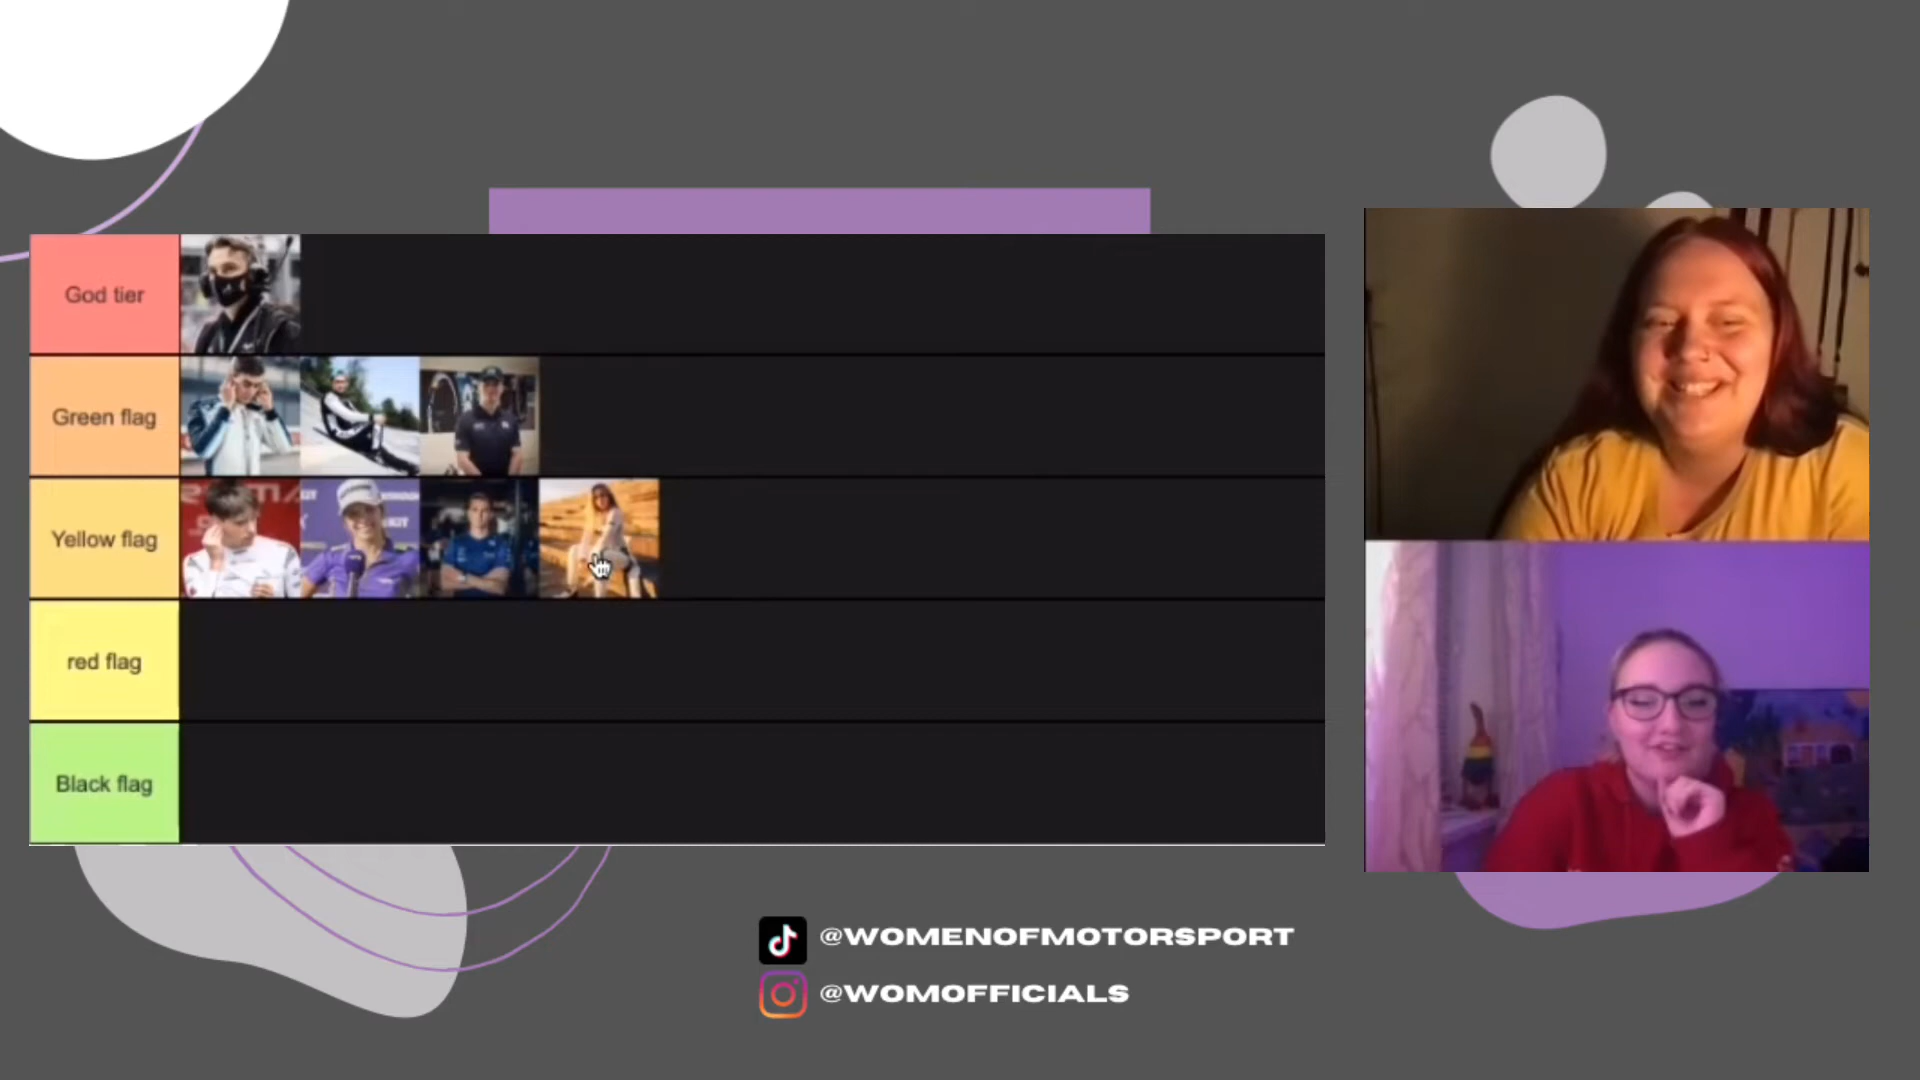 God tier
Green flag
Yellow flag
red flag
Black flag
@WOMENOFMOTORSPORT
@WOMOFFICIALS